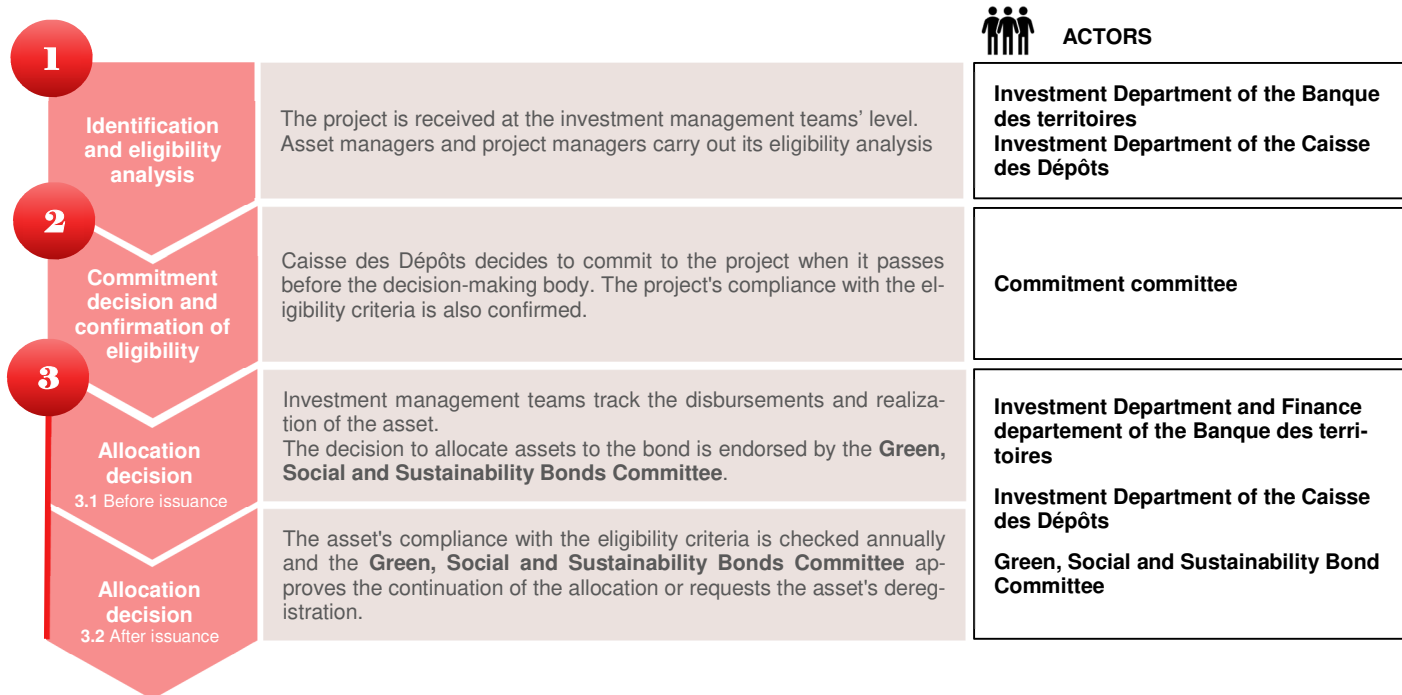 ACTORS
1
Identification
and eligibility
analysis
The project is received at the investment management teams' level.
Asset managers and project managers carry out its eligibility analysis
Investment Department of the Banque
des territoires
Investment Department of the Caisse
des Dépôts
2
Commitment
decision and
confirmation of
eligibility
Caisse des Dépôts decides to commit to the project when it passes
before the decision-making body. The project's compliance with the el-
igibility criteria is also confirmed.
Commitment committee
3
Allocation
decision
3.1 Before issuance
Investment management teams track the disbursements and realiza-
tion of the asset.
The decision to allocate assets to the bond is endorsed by the Green,
Social and Sustainability Bonds Committee.
Investment Department and Finance
departement of the Banque des terri-
toires
Investment Department of the Caisse
des Dépôts
Green, Social and Sustainability Bond
Committee
Allocation
decision
3.2 After issuance
The asset's compliance with the eligibility criteria is checked annually
and the Green, Social and Sustainability Bonds Committee ap-
proves the continuation of the allocation or requests the asset's dereg-
istration.